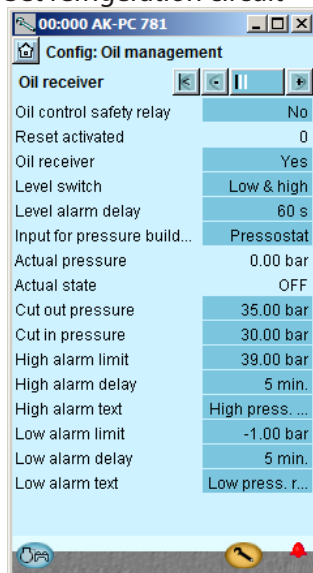 Set refrigeration circuit
00:000 AK-PC 781
Config: Oil management
Oil receiver
Oil control safety relay No
Reset activated 0
Oil receiver Yes
Level switch Low & high
Level alarm delay 60 s
Input for pressure build... Pressostat
Actual pressure 0.00 bar
Actual state OFF
Cut out pressure 35.00 bar
Cut in pressure 30.00 bar
High alarm limit 39.00 bar
High alarm delay 5 min.
High alarm text High press. ...
Low alarm limit -1.00 bar
Low alarm delay 5 min.
Low alarm text Low press. r...